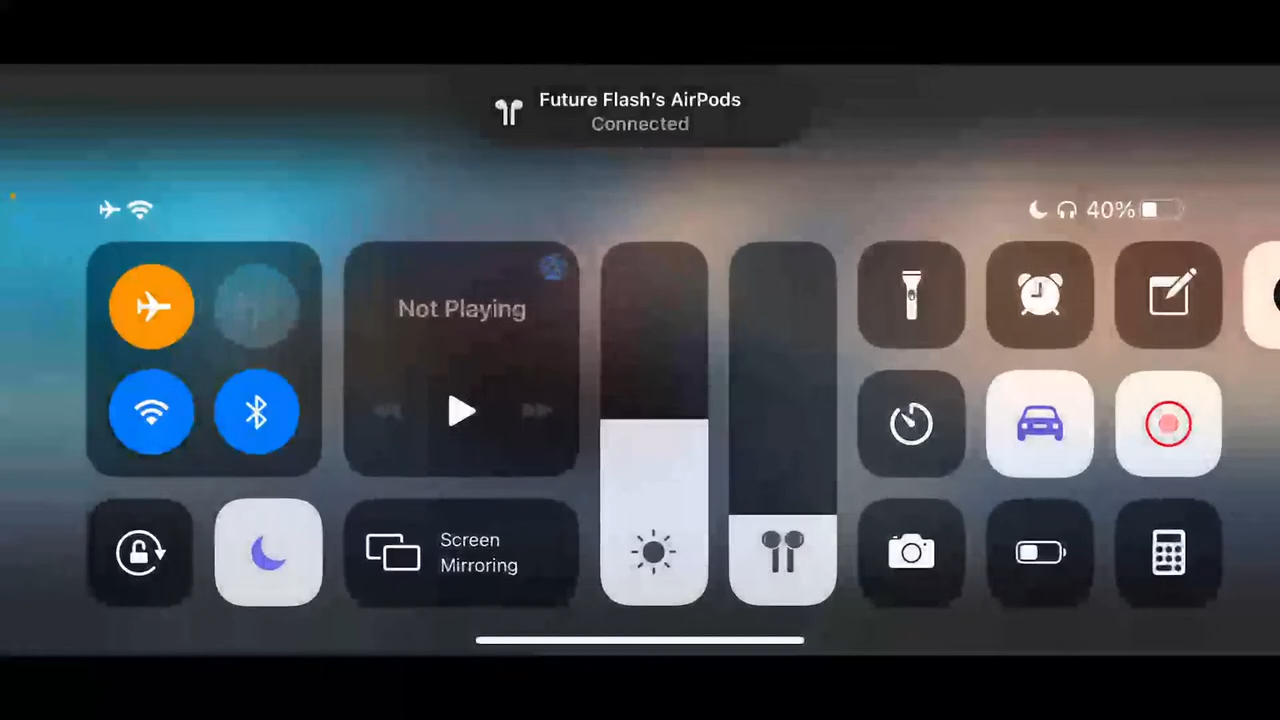 Future Flash's AirPods
Connected
40%
Not Playing
Screen
Mirroring